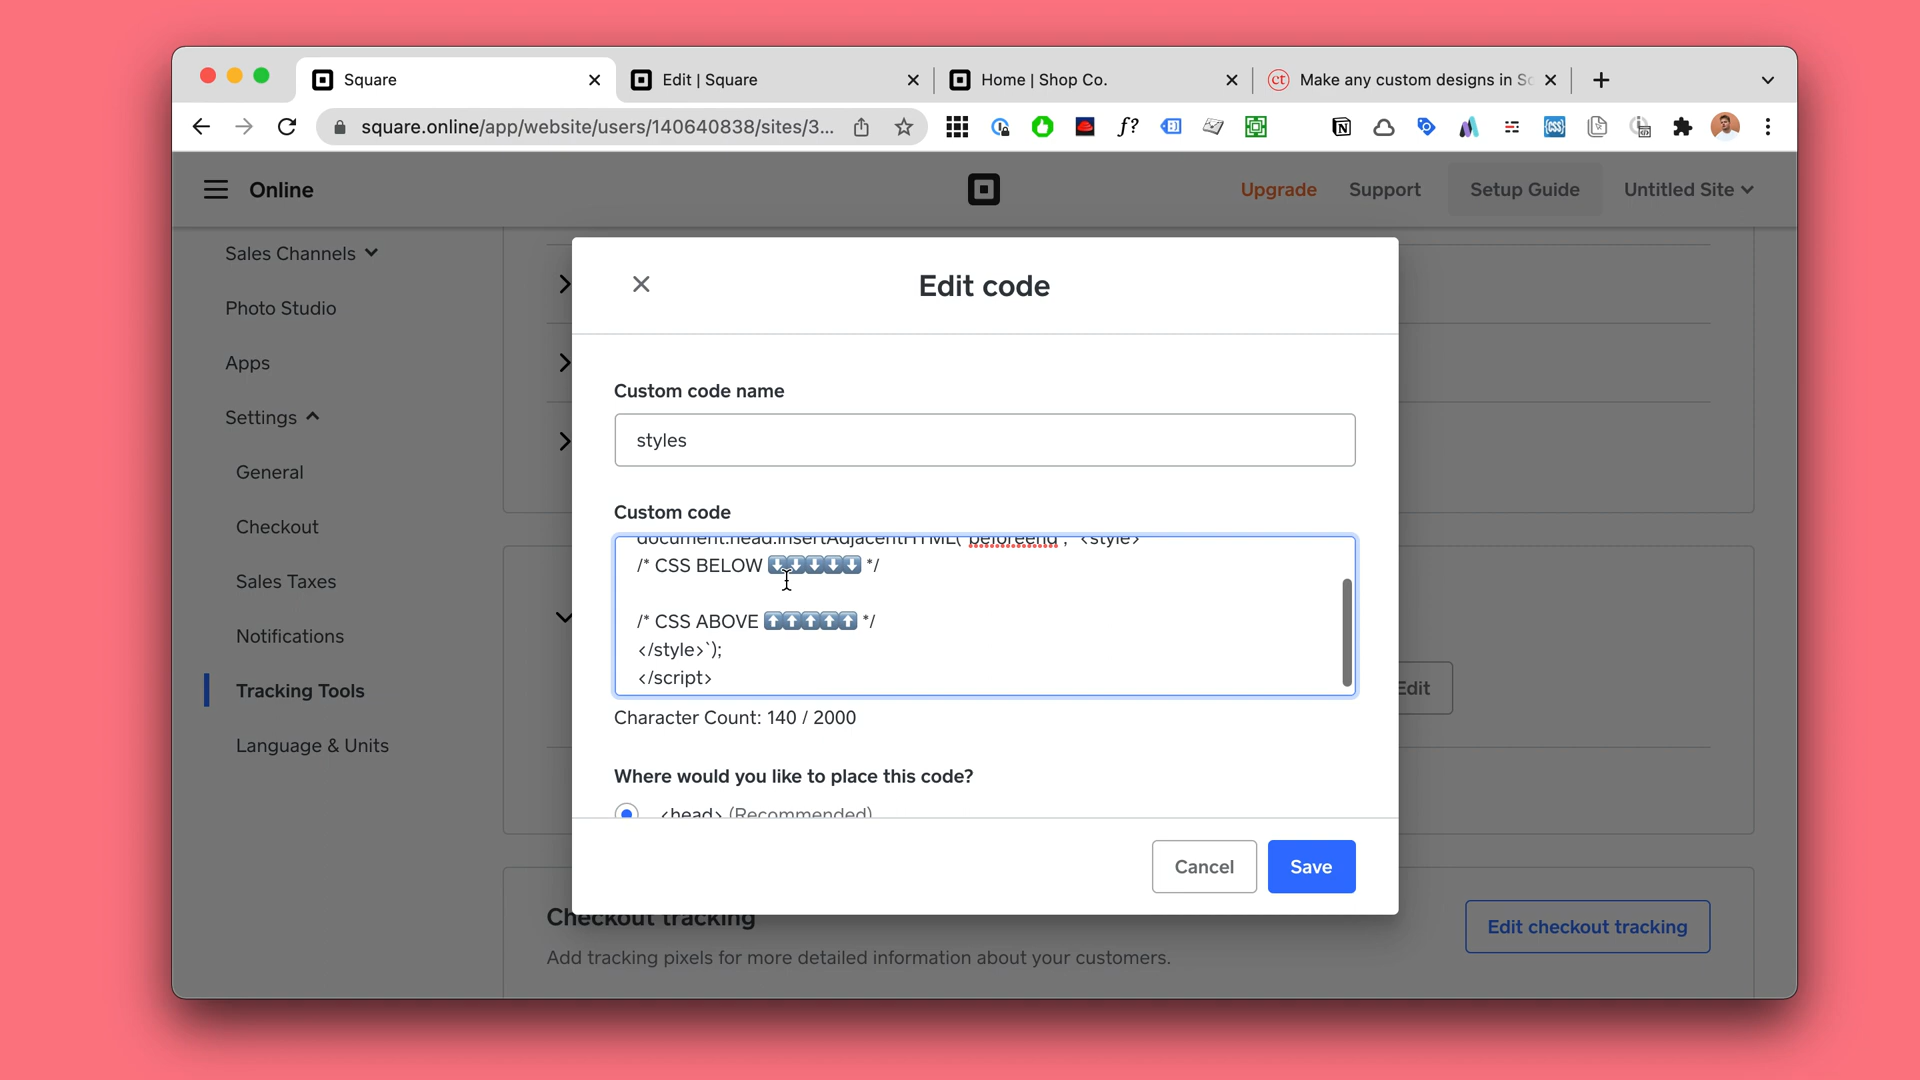 Square
Edit | Square
Home | Shop Co.
ct
Make any custom designs in Sc
square.online/app/website/users/140640838/sites/3...
Online
Upgrade
Support
Setup Guide
Untitled Site
Sales Channels
Photo Studio
Apps
Settings
General
Checkout
Sales Taxes
Notifications
Tracking Tools
Language & Units
Edit code
Custom code name
styles
Custom code
document.head.insertAdjacentHTML(`beforeend`, `<style>
/* CSS BELOW ⬇️⬇️⬇️⬇️⬇️ */
/* CSS ABOVE ⬆️⬆️⬆️⬆️⬆️ */
</style>`);
</script>
Character Count: 140 / 2000
Where would you like to place this code?
<head> (Recommended)
Cancel
Save
Edit
Checkout tracking
Add tracking pixels for more detailed information about your customers.
Edit checkout tracking